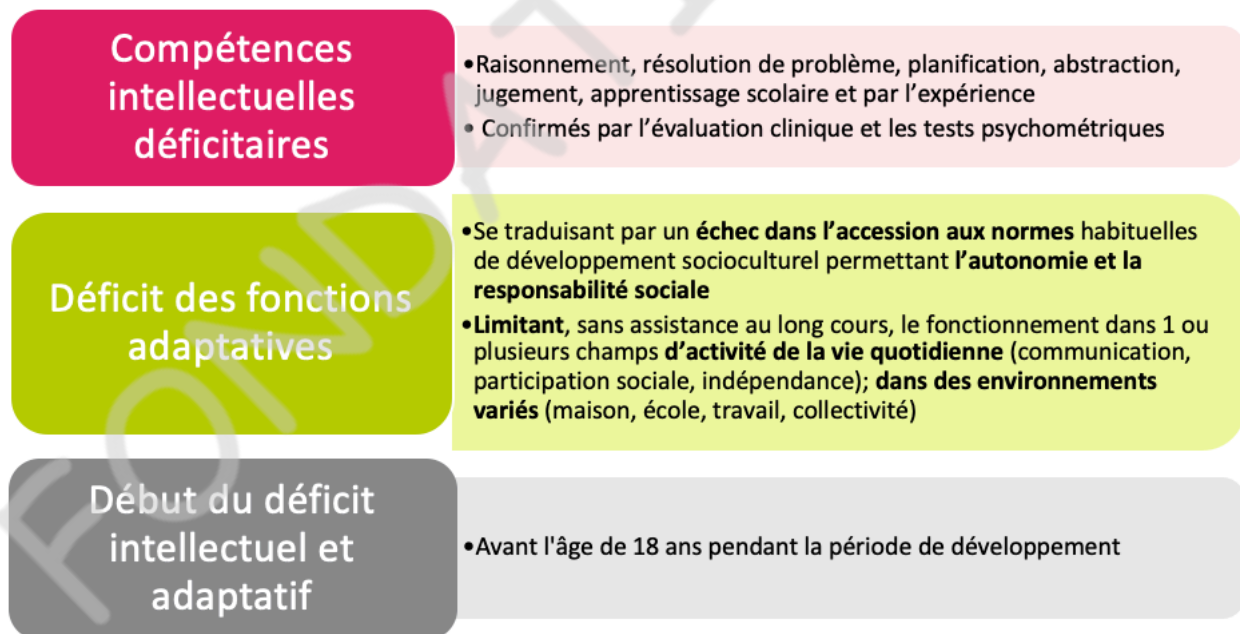 Compétences
intellectuelles
déficitaires
•Raisonnement, résolution de problème, planification, abstraction,
jugement, apprentissage scolaire et par l'expérience
• Confirmés par l'évaluation clinique et les tests psychométriques
Déficit des fonctions
adaptatives
•Se traduisant par un échec dans l'accession aux normes habituelles
de développement socioculturel permettant l'autonomie et la
responsabilité sociale
•Limitant, sans assistance au long cours, le fonctionnement dans 1 ou
plusieurs champs d'activité de la vie quotidienne (communication,
participation sociale, indépendance); dans des environnements
variés (maison, école, travail, collectivité)
Début du déficit
intellectuel et
adaptatif
•Avant l'âge de 18 ans pendant la période de développement
FONDAT